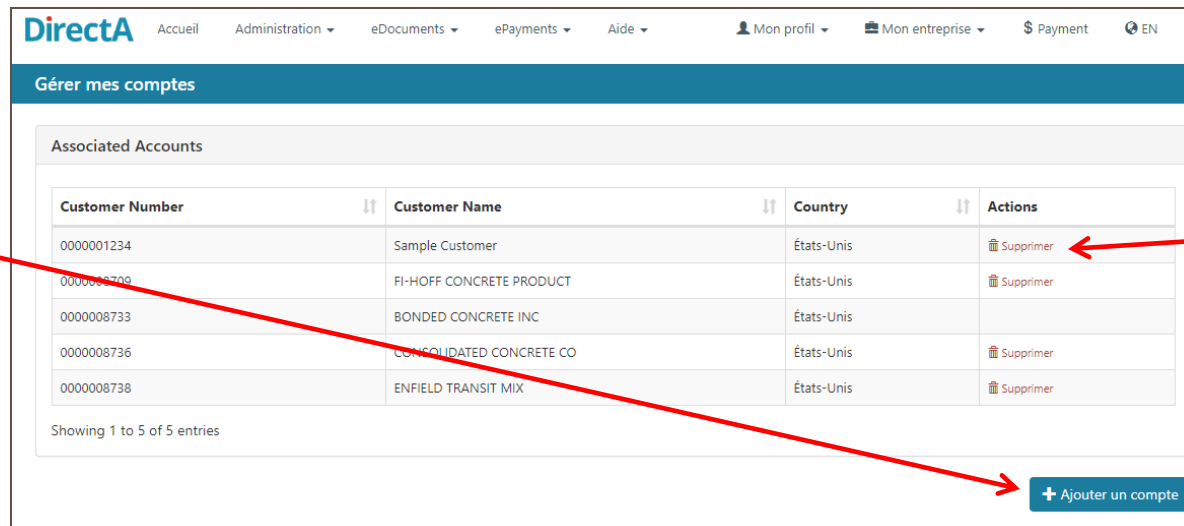 DirectA Accueil Administration eDocuments ePayments Aide Mon profil Mon entreprise $ Payment EN
Gérer mes comptes
Associated Accounts
Customer Number Customer Name Country Actions
0000001234 Sample Customer États-Unis Supprimer
0000008709 FI-HOFF CONCRETE PRODUCT États-Unis Supprimer
0000008733 BONDED CONCRETE INC États-Unis
0000008736 CONSOLIDATED CONCRETE CO États-Unis Supprimer
0000008738 ENFIELD TRANSIT MIX États-Unis Supprimer
Showing 1 to 5 of 5 entries
+ Ajouter un compte